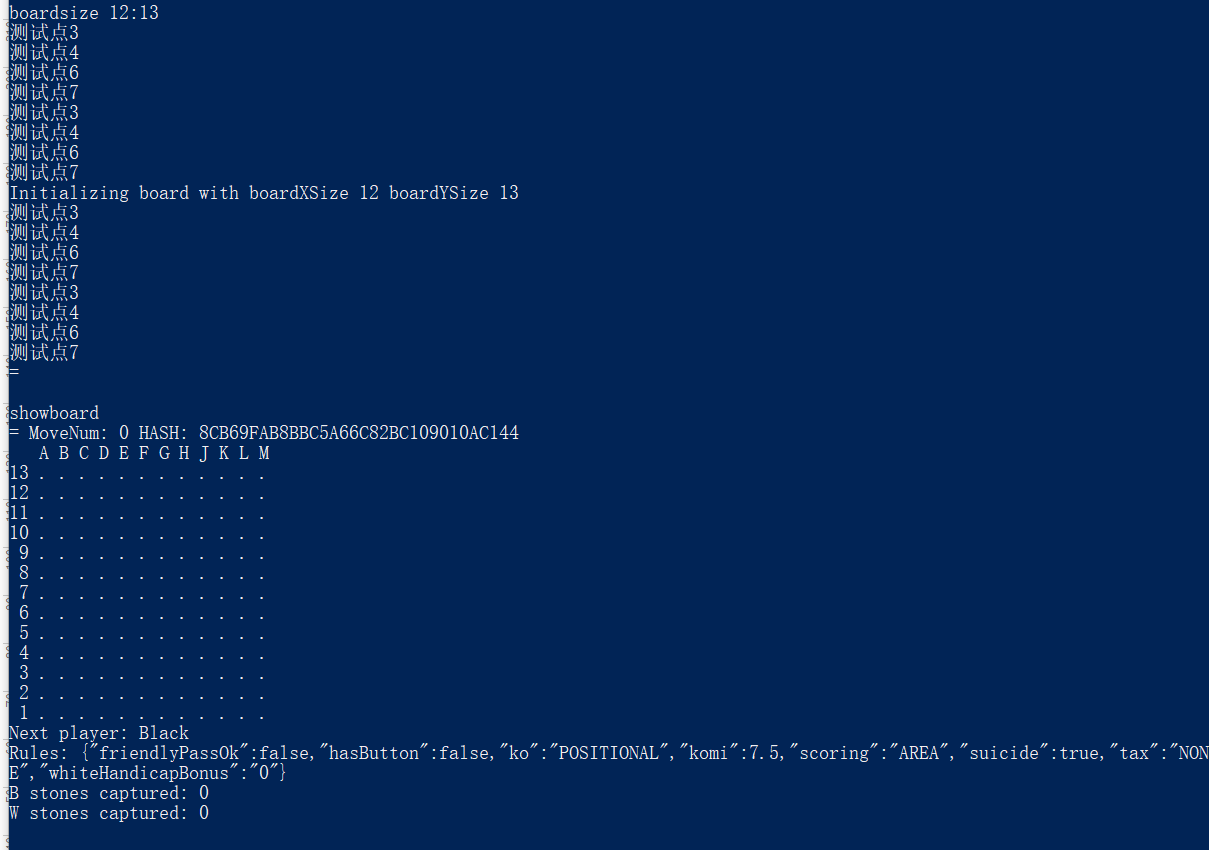 boardsize 12:13
测试点3
测试点4
测试点6
测试点7
测试点3
测试点4
测试点6
测试点7
Initializing board with boardXSize 12 boardYSize 13
测试点3
测试点4
测试点6
测试点7
测试点3
测试点4
测试点6
测试点7
=
showboard
= MoveNum: 0 HASH: 8CB69FAB8BBC5A66C82BC109010AC144
A B C D E F G H J K L M
13 . . . . . . . . . . . .
12 . . . . . . . . . . . .
11 . . . . . . . . . . . .
10 . . . . . . . . . . . .
9 . . . . . . . . . . . .
8 . . . . . . . . . . . .
7 . . . . . . . . . . . .
6 . . . . . . . . . . . .
5 . . . . . . . . . . . .
4 . . . . . . . . . . . .
3 . . . . . . . . . . . .
2 . . . . . . . . . . . .
1 . . . . . . . . . . . .
Next player: Black
Rules: {"friendlyPassOk":false,"hasButton":false,"ko":"POSITIONAL","komi":7.5,"scoring":"AREA","suicide":true,"tax":"NON
E","whiteHandicapBonus":"0"}
B stones captured: 0
W stones captured: 0